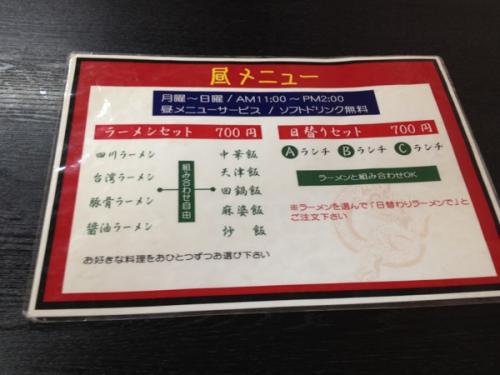 昼メニュー
月曜~日曜 / AM11:00~PM2:00
昼メニューサービス / ソフトドリンク無料
ラーメンセット 700円
四川ラーメン
台湾ラーメン
豚骨ラーメン
醤油ラーメン
組み合わせ自由
中華飯
天津飯
回鍋飯
麻婆飯
炒飯
お好きな料理をおひとつずつお選び下さい
日替りセット 700円
Aランチ Bランチ Cランチ
ラーメンと組み合わせOK
※ラーメンを選んで「日替わりラーメンで」と
ご注文下さい